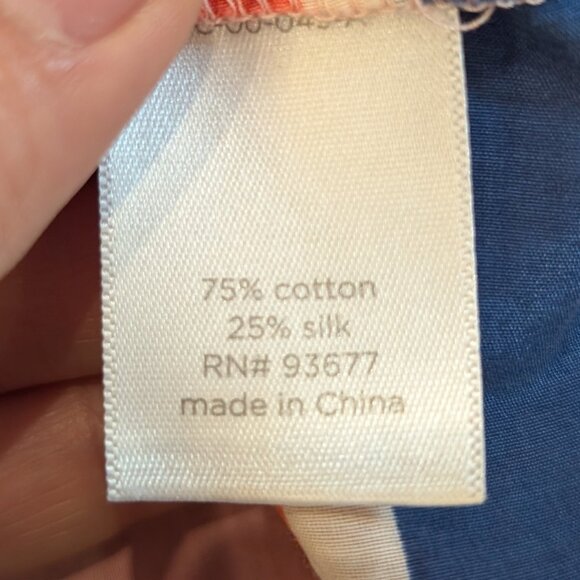 75% cotton
25% silk
RN# 93677
made in China